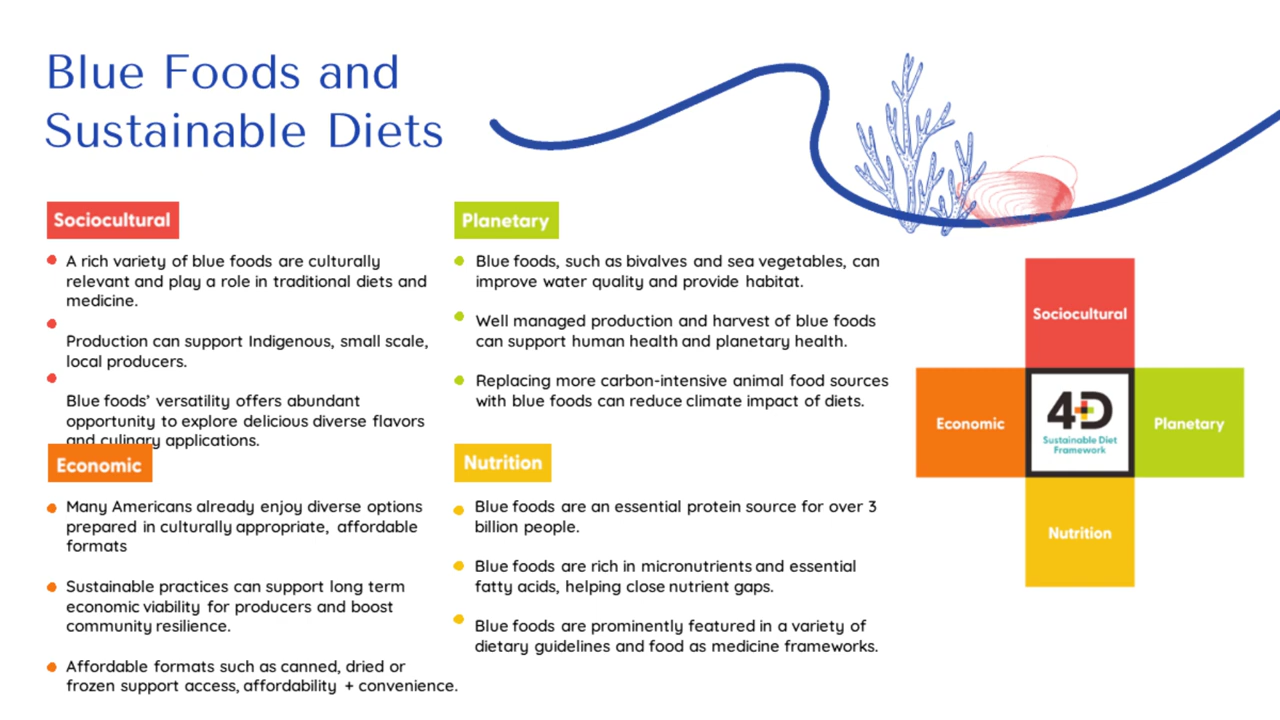 Blue Foods and
Sustainable Diets
Sociocultural
A rich variety of blue foods are culturally
relevant and play a role in traditional diets and
medicine.
Production can support Indigenous, small scale,
local producers.
Blue foods’ versatility offers abundant
opportunity to explore delicious diverse flavors
and culinary applications.
Planetary
Blue foods, such as bivalves and sea vegetables, can
improve water quality and provide habitat.
Well managed production and harvest of blue foods
can support human health and planetary health.
Replacing more carbon-intensive animal food sources
with blue foods can reduce climate impact of diets.
Economic
Many Americans already enjoy diverse options
prepared in culturally appropriate, affordable
formats
Sustainable practices can support long term
economic viability for producers and boost
community resilience.
Affordable formats such as canned, dried or
frozen support access, affordability + convenience.
Nutrition
Blue foods are an essential protein source for over 3
billion people.
Blue foods are rich in micronutrients and essential
fatty acids, helping close nutrient gaps.
Blue foods are prominently featured in a variety of
dietary guidelines and food as medicine frameworks.
Sociocultural
Economic
4D
Sustainable Diet
Framework
Planetary
Nutrition